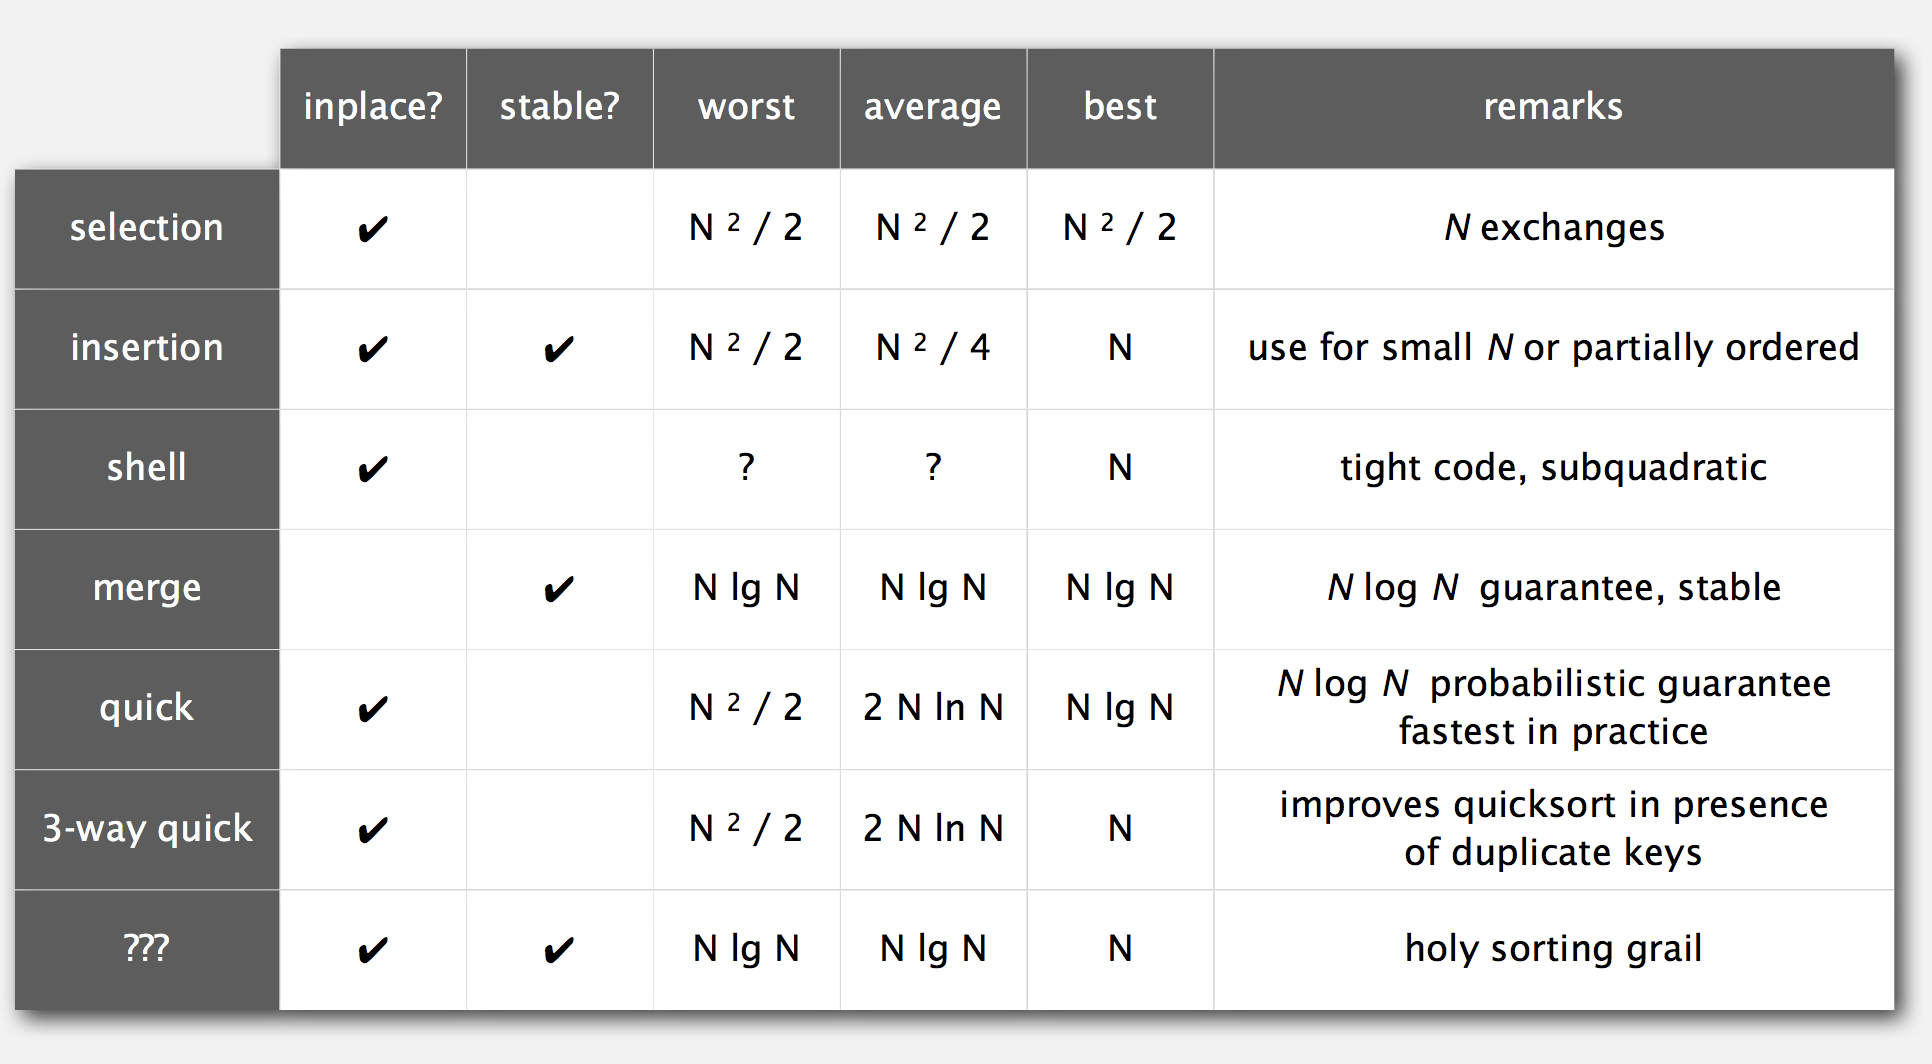 inplace? stable? worst average best remarks
selection ✔ N ² / 2 N ² / 2 N ² / 2 N exchanges
insertion ✔ ✔ N ² / 2 N ² / 4 N use for small N or partially ordered
shell ✔ ? ? N tight code, subquadratic
merge ✔ N lg N N lg N N lg N N log N guarantee, stable
quick ✔ N ² / 2 2 N ln N N lg N N log N probabilistic guarantee
fastest in practice
3-way quick ✔ N ² / 2 2 N ln N N improves quicksort in presence
of duplicate keys
??? ✔ ✔ N lg N N lg N N holy sorting grail